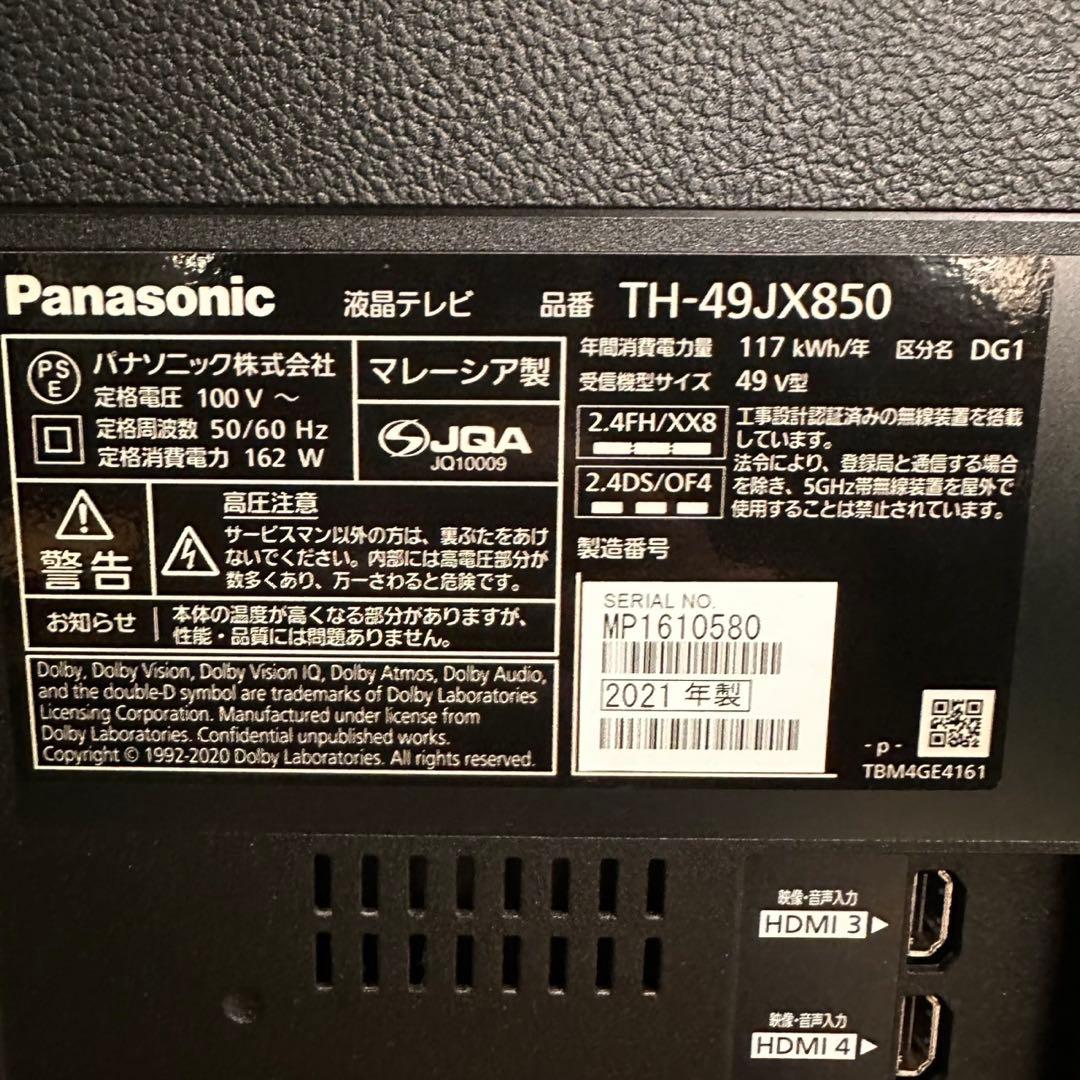 Panasonic 液晶テレビ 品番 TH-49JX850
PS
E
パナソニック株式会社
定格電圧 100 V ～
定格周波数 50/60 Hz
定格消費電力 162 W
マレーシア製
JQA
JQ10009
年間消費電力量 117 kWh/年 区分名 DG1
受信機型サイズ 49 V型
2.4FH/XX8
2.4DS/OF4
工事設計認証済みの無線装置を搭載
しています。
法令により、登録局と通信する場合
を除き、5GHz帯無線装置を屋外で
使用することは禁止されています。
警告
高圧注意
サービスマン以外の方は、裏ぶたをあけ
ないでください。内部には高電圧部分が
数多くあり、万一さわると危険です。
お知らせ
本体の温度が高くなる部分がありますが、
性能・品質には問題ありません。
Dolby, Dolby Vision, Dolby Vision IQ, Dolby Atmos, Dolby Audio,
and the double-D symbol are trademarks of Dolby Laboratories
Licensing Corporation. Manufactured under license from
Dolby Laboratories. Confidential unpublished works.
Copyright © 1992-2020 Dolby Laboratories. All rights reserved.
製造番号
SERIAL NO.
MP1610580
2021 年製
- p -
TBM4GE4161
映像・音声入力
HDMI 3
映像・音声入力
HDMI 4